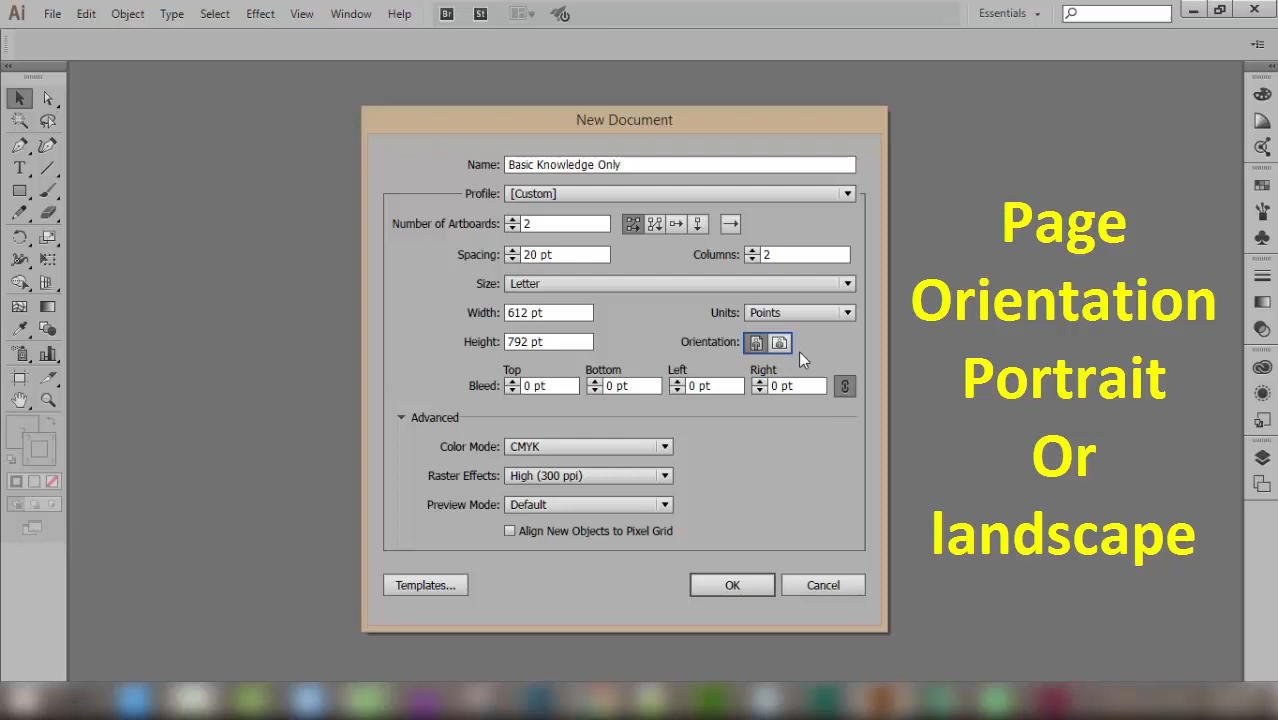 Ai File Edit Object Type Select Effect View Window Help Br St Essentials
New Document
Name: Basic Knowledge Only
Profile: [Custom]
Number of Artboards: 2
Spacing: 20 pt Columns: 2
Size: Letter
Width: 612 pt Units: Points
Height: 792 pt Orientation:
Top Bottom Left Right
Bleed: 0 pt 0 pt 0 pt 0 pt
Advanced
Color Mode: CMYK
Raster Effects: High (300 ppi)
Preview Mode: Default
Align New Objects to Pixel Grid
Templates... OK Cancel
Page
Orientation
Portrait
Or
landscape